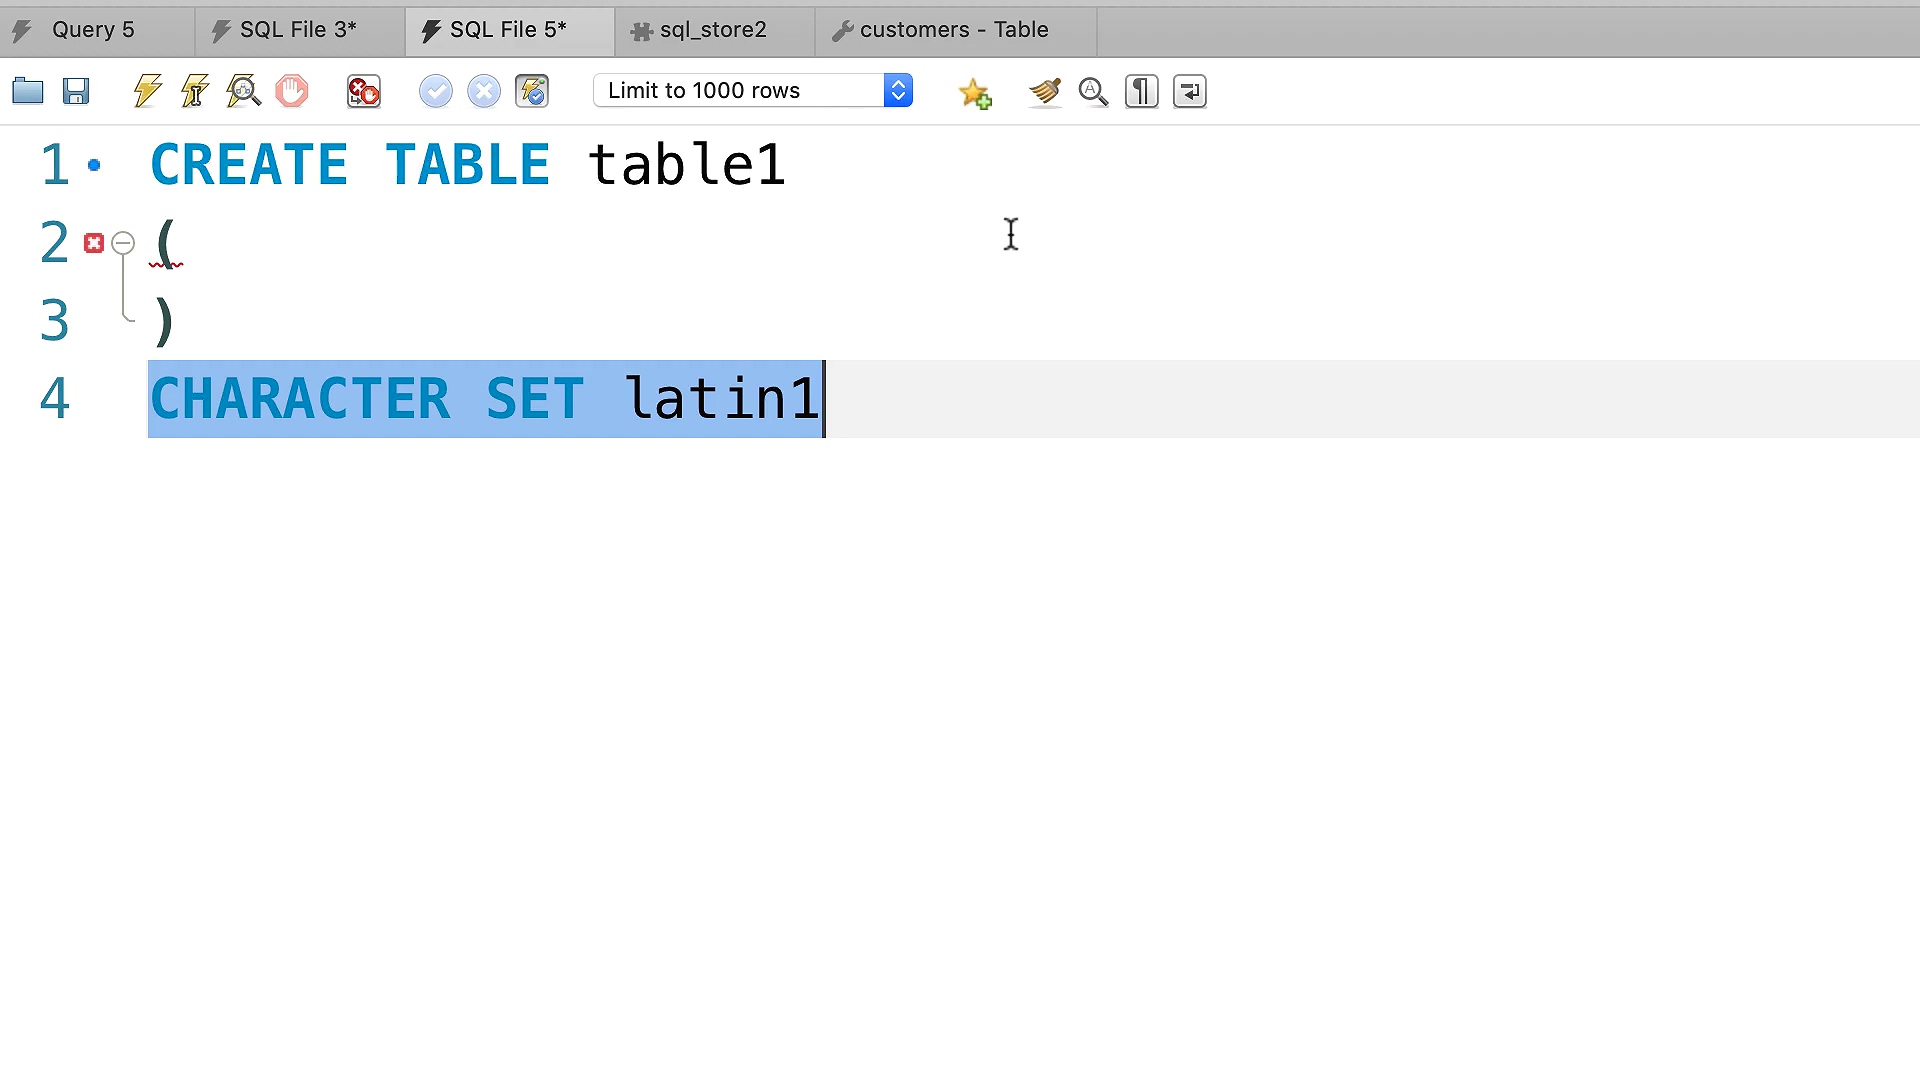 Query 5 SQL File 3* SQL File 5* sql_store2 customers - Table
Limit to 1000 rows
1 CREATE TABLE table1
2 (
3 )
4 CHARACTER SET latin1